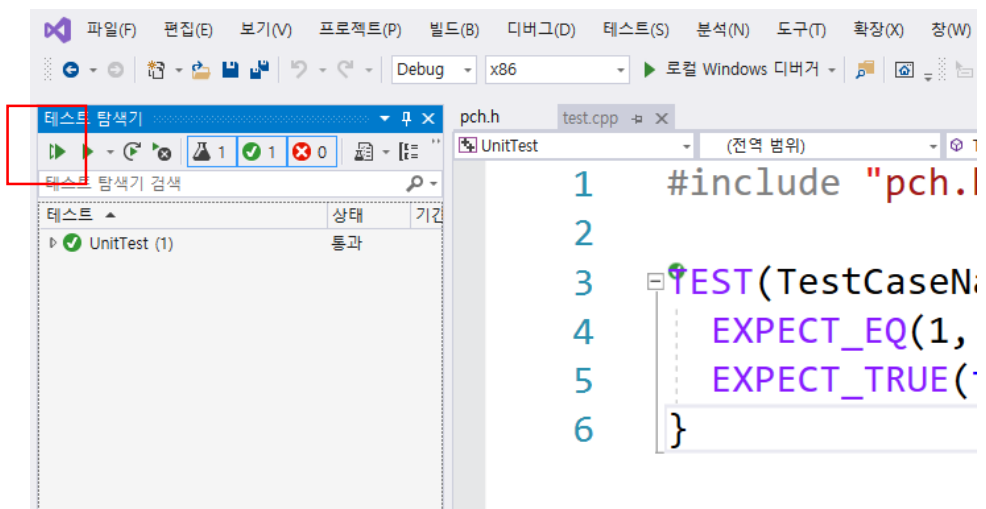 파일(F) 편집(E) 보기(V) 프로젝트(P) 빌드(B) 디버그(D) 테스트(S) 분석(N) 도구(T) 확장(X) 창(W)
Debug x86 로컬 Windows 디버거
테스트 탐색기
pch.h test.cpp
1 1 0
UnitTest (전역 범위)
테스트 탐색기 검색
테스트 상태 기간
UnitTest (1) 통과
1 #include "pch.h
2
3 TEST(TestCaseNa
4 EXPECT_EQ(1,
5 EXPECT_TRUE(
6 }